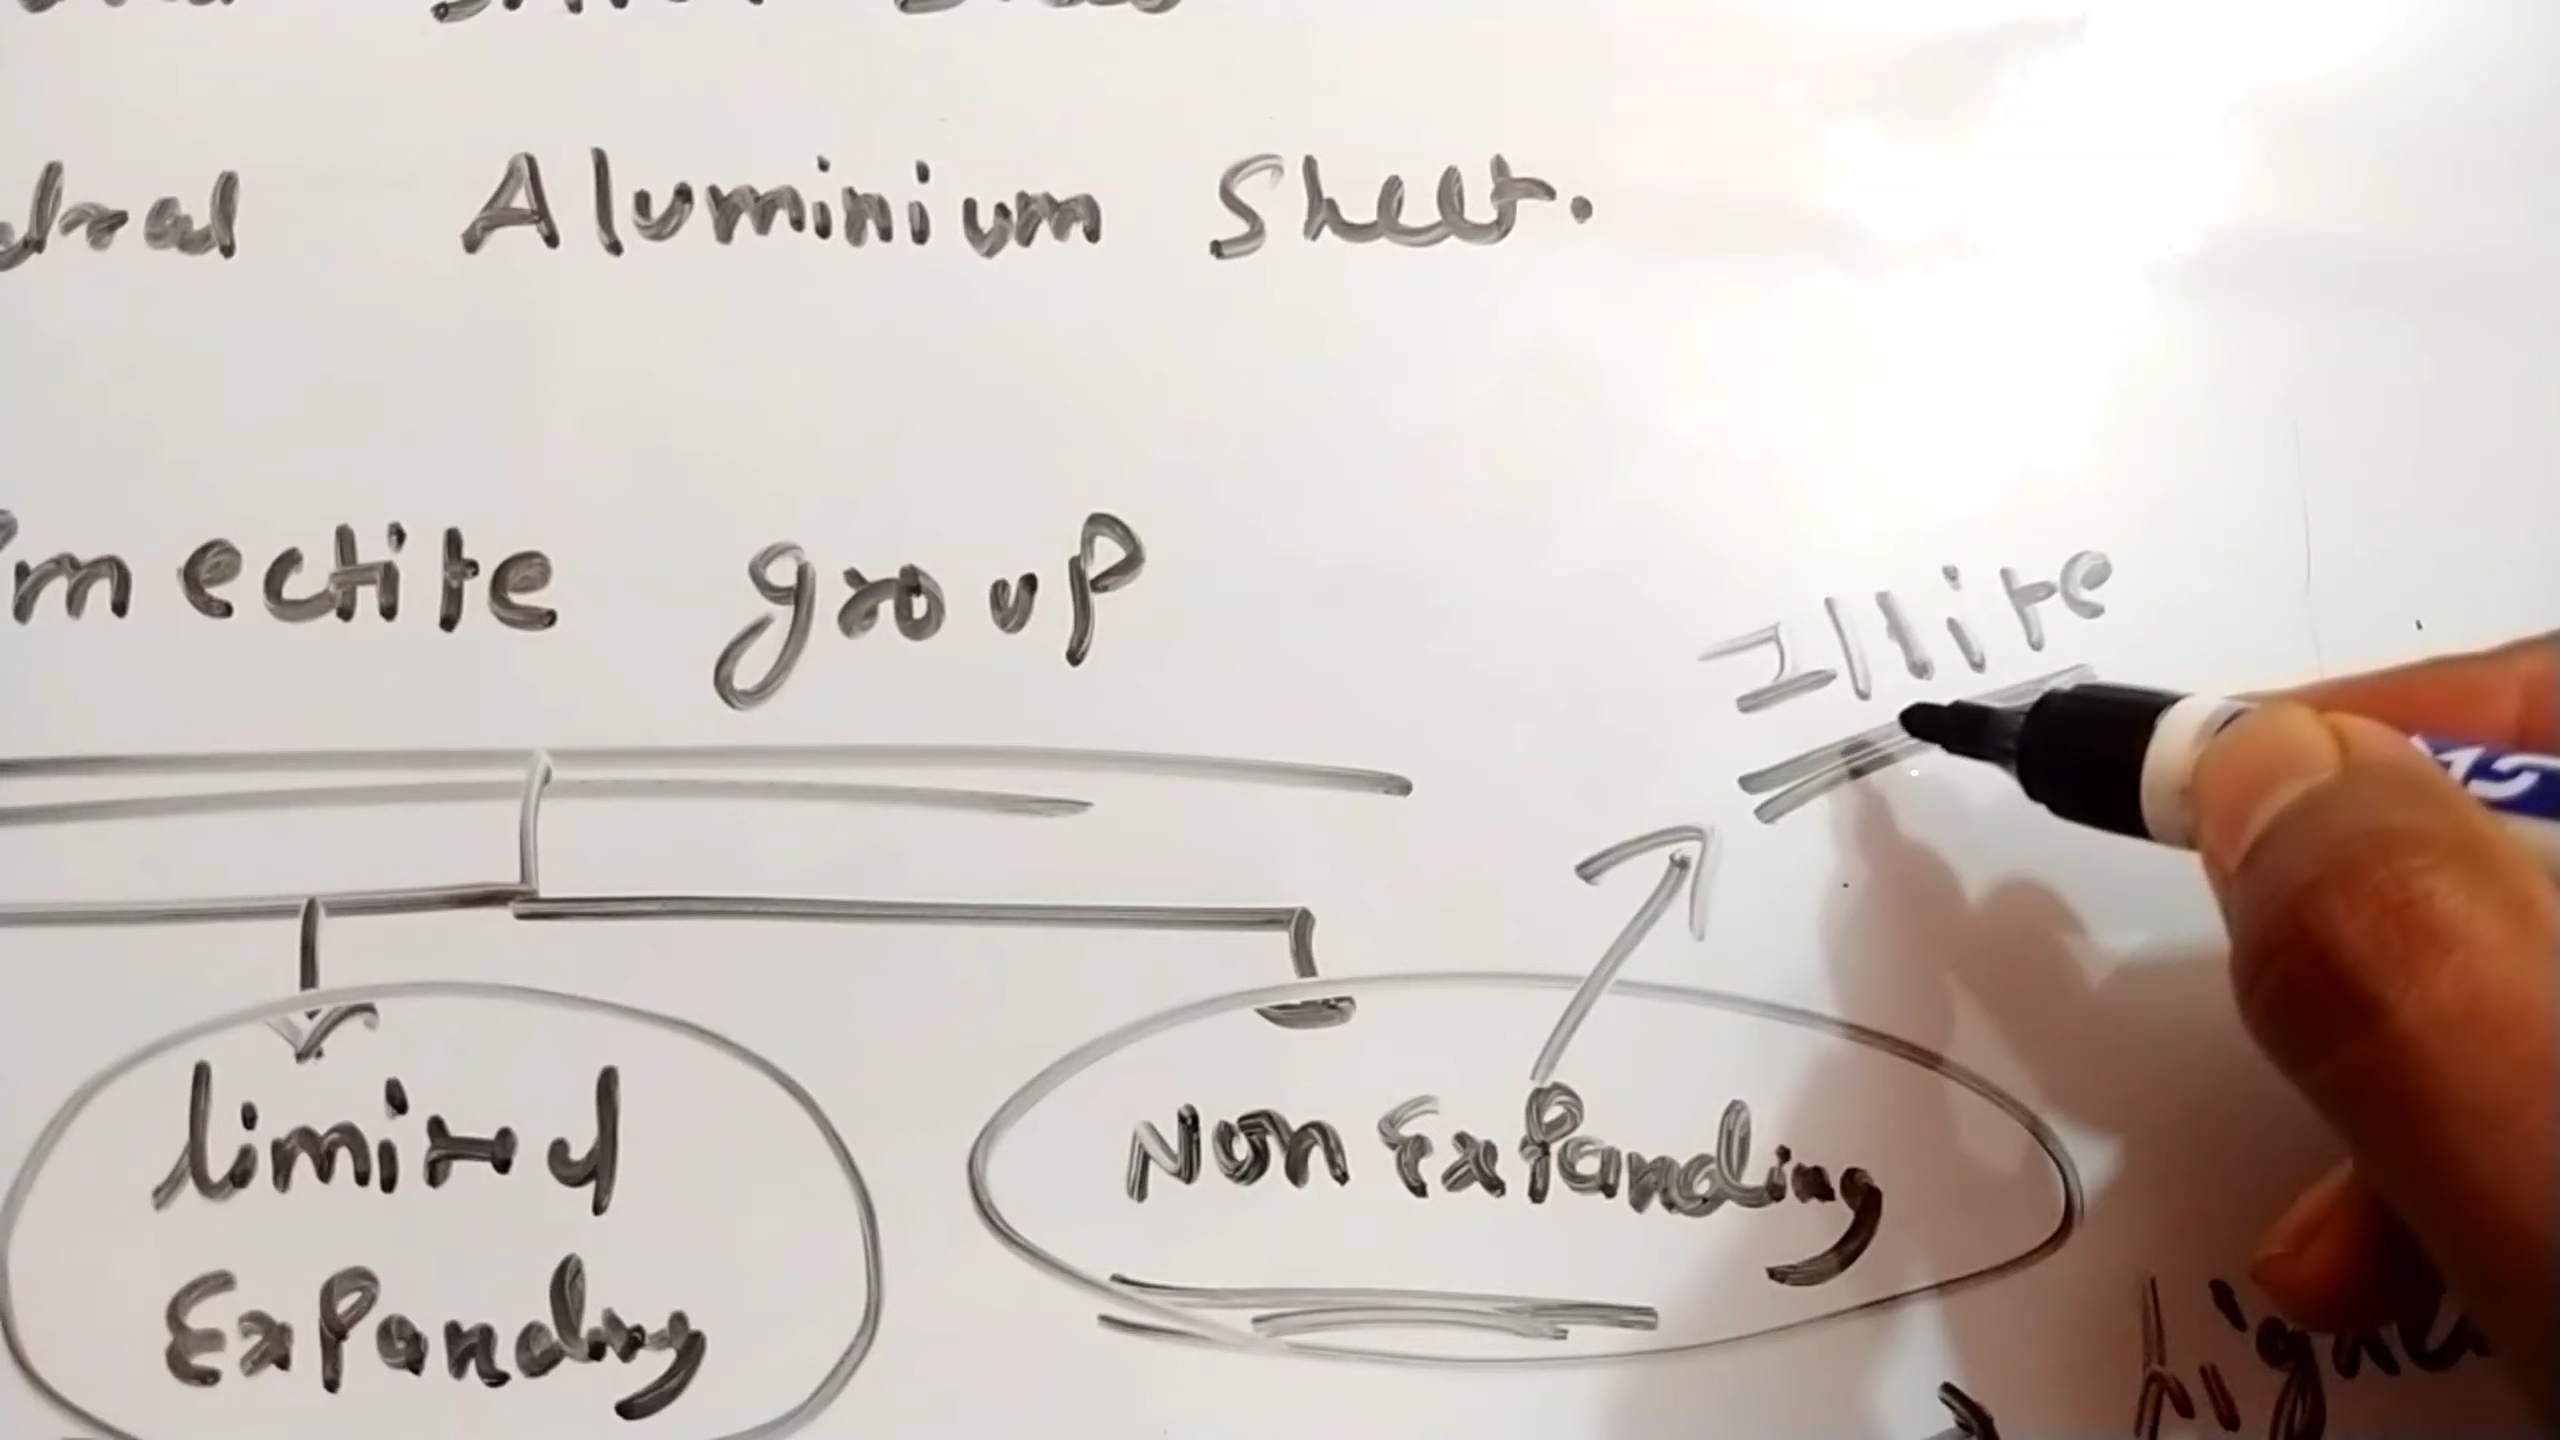 Aluminium Sheet.
mectite group
Illite
limited
Expanding
Non Expanding